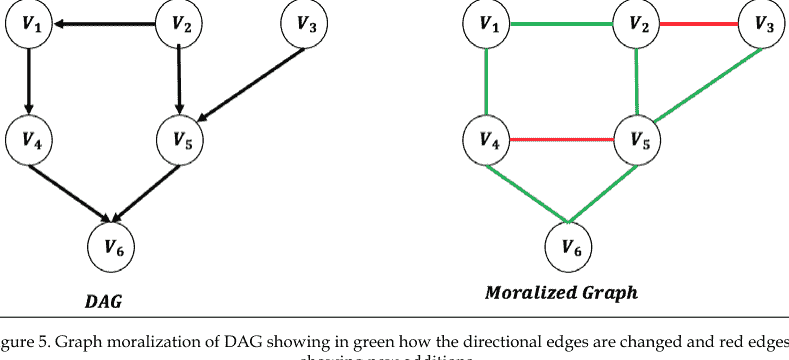 V1 V2 V3 V1 V2 V3
V4 V5 V4 V5
V6 V6
DAG Moralized Graph
gure 5. Graph moralization of DAG showing in green how the directional edges are changed and red edges